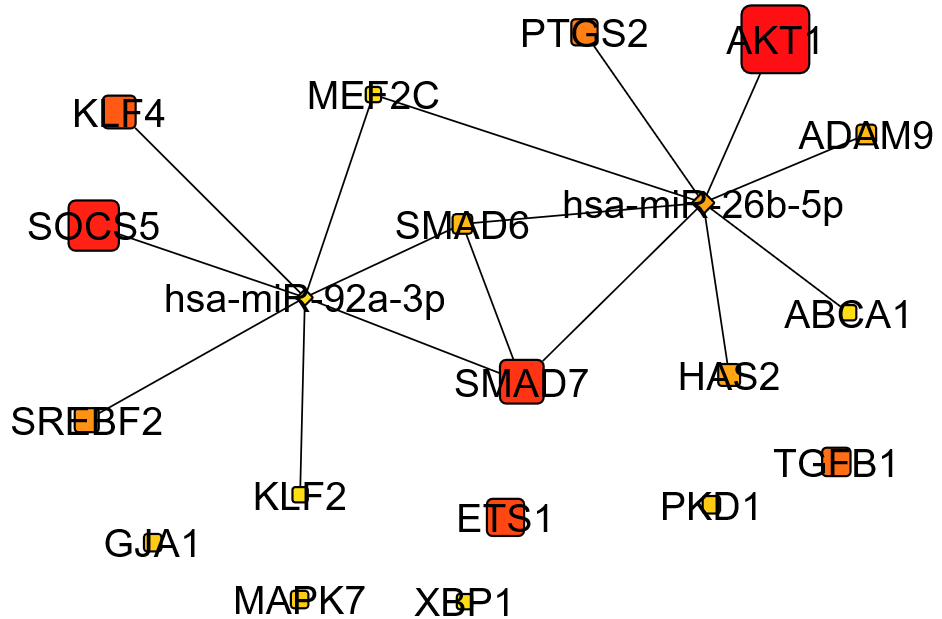 PTGS2
AKT1
MEF2C
KLF4
ADAM9
hsa-miR-26b-5p
SOCS5
SMAD6
hsa-miR-92a-3p
ABCA1
SMAD7
HAS2
SREBF2
TGFB1
KLF2
PKD1
ETS1
GJA1
MAPK7
XBP1